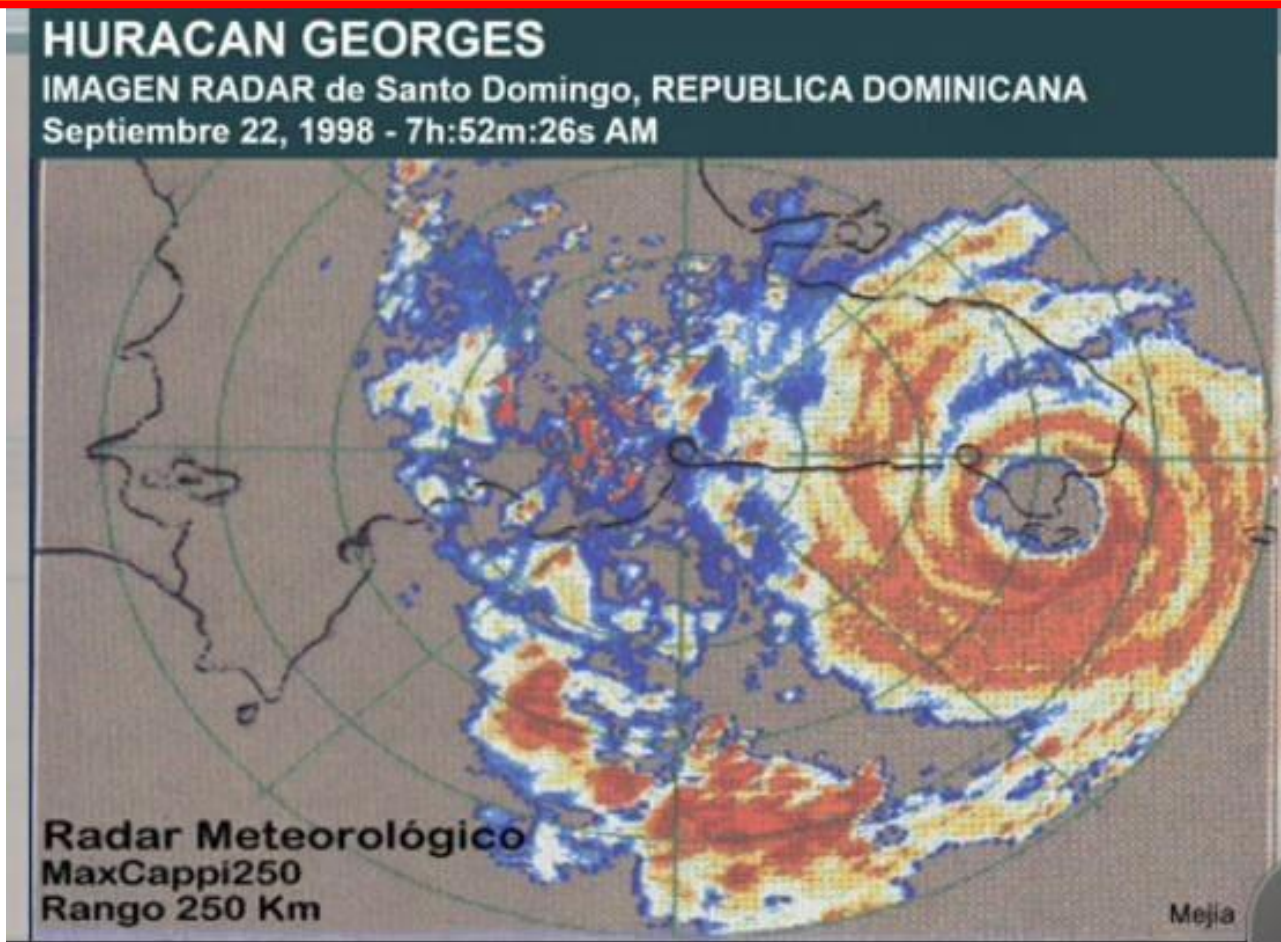 HURACAN GEORGES
IMAGEN RADAR de Santo Domingo, REPUBLICA DOMINICANA
Septiembre 22, 1998 - 7h:52m:26s AM
Radar Meteorológico
MaxCappi250
Rango 250 Km
Mejia